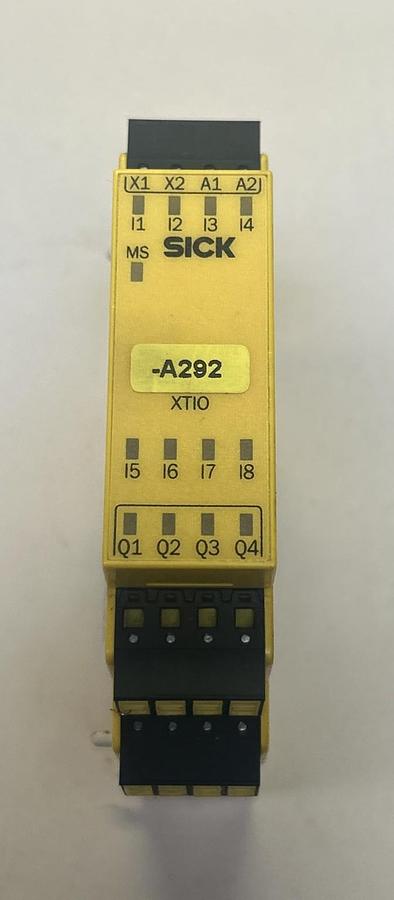 X1 X2 A1 A2
I1 I2 I3 I4
SICK
MS
-A292
XTIO
I5 I6 I7 I8
Q1 Q2 Q3 Q4